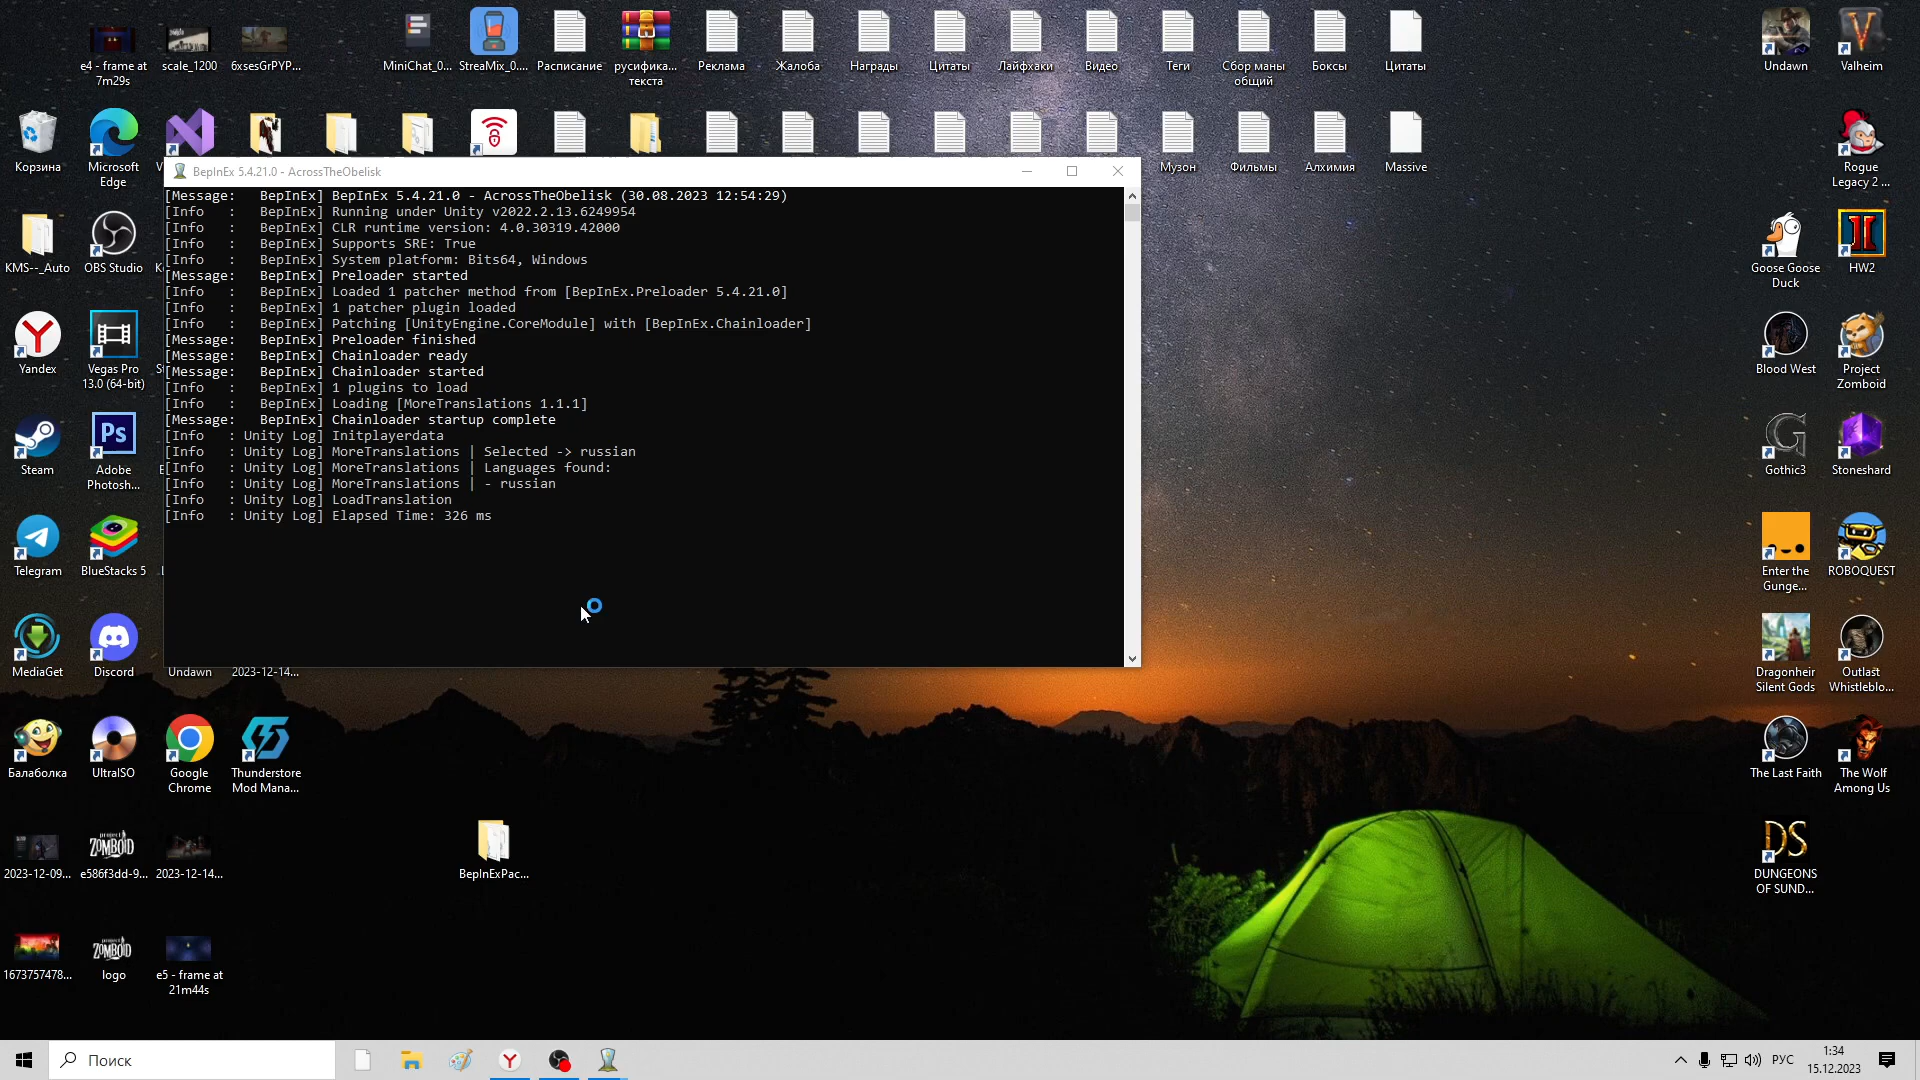 e4 - frame at
7m29s
scale_1200
6xsesGrPYP...
MiniChat_0...
StreaMix_0....
Расписание
русифика...
текста
Реклама
Жалоба
Награды
Цитаты
Лайфхаки
Видео
Теги
Сбор маны
общий
Боксы
Цитаты
Undawn
Valheim
Корзина
Microsoft
Edge
Музон
Фильмы
Алхимия
Massive
Rogue
Legacy 2 ...
BepInEx 5.4.21.0 - AcrossTheObelisk
[Message:   BepInEx] BepInEx 5.4.21.0 - AcrossTheObelisk (30.08.2023 12:54:29)
[Info   :   BepInEx] Running under Unity v2022.2.13.6249954
[Info   :   BepInEx] CLR runtime version: 4.0.30319.42000
[Info   :   BepInEx] Supports SRE: True
[Info   :   BepInEx] System platform: Bits64, Windows
[Message:   BepInEx] Preloader started
[Info   :   BepInEx] Loaded 1 patcher method from [BepInEx.Preloader 5.4.21.0]
[Info   :   BepInEx] 1 patcher plugin loaded
[Info   :   BepInEx] Patching [UnityEngine.CoreModule] with [BepInEx.Chainloader]
[Message:   BepInEx] Preloader finished
[Message:   BepInEx] Chainloader ready
[Message:   BepInEx] Chainloader started
[Info   :   BepInEx] 1 plugins to load
[Info   :   BepInEx] Loading [MoreTranslations 1.1.1]
[Message:   BepInEx] Chainloader startup complete
[Info   : Unity Log] Initplayerdata
[Info   : Unity Log] MoreTranslations | Selected -> russian
[Info   : Unity Log] MoreTranslations | Languages found:
[Info   : Unity Log] MoreTranslations | - russian
[Info   : Unity Log] LoadTranslation
[Info   : Unity Log] Elapsed Time: 326 ms
KMS--_Auto
OBS Studio
Goose Goose
Duck
HW2
Yandex
Vegas Pro
13.0 (64-bit)
Blood West
Project
Zomboid
Steam
Ps
Adobe
Photosh...
Gothic3
Stoneshard
Telegram
BlueStacks 5
Enter the
Gunge...
ROBOQUEST
MediaGet
Discord
Undawn
2023-12-14...
Dragonheir
Silent Gods
Outlast
Whistleblo...
Балаболка
UltraISO
Google
Chrome
Thunderstore
Mod Mana...
The Last Faith
The Wolf
Among Us
2023-12-09...
ZOMBOID
e586f3dd-9...
2023-12-14...
BepInExPac...
DS
DUNGEONS
OF SUND...
1673757478...
ZOMBOID
logo
e5 - frame at
21m44s
Поиск
РУС
1:34
15.12.2023